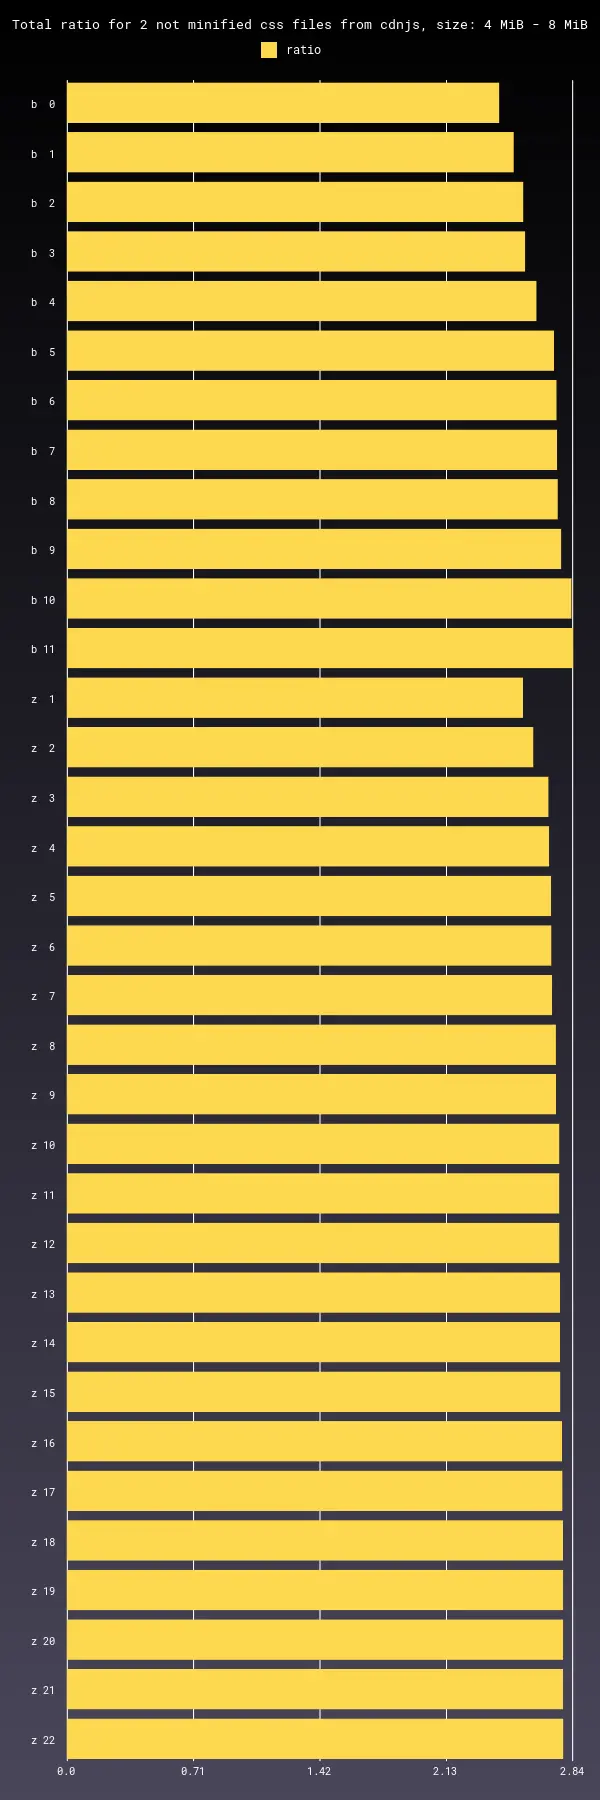 Total ratio for 2 not minified css files from cdnjs, size: 4 MiB - 8 MiB
ratio
b 0
b 1
b 2
b 3
b 4
b 5
b 6
b 7
b 8
b 9
b 10
b 11
z 1
z 2
z 3
z 4
z 5
z 6
z 7
z 8
z 9
z 10
z 11
z 12
z 13
z 14
z 15
z 16
z 17
z 18
z 19
z 20
z 21
z 22
0.0 0.71 1.42 2.13 2.84